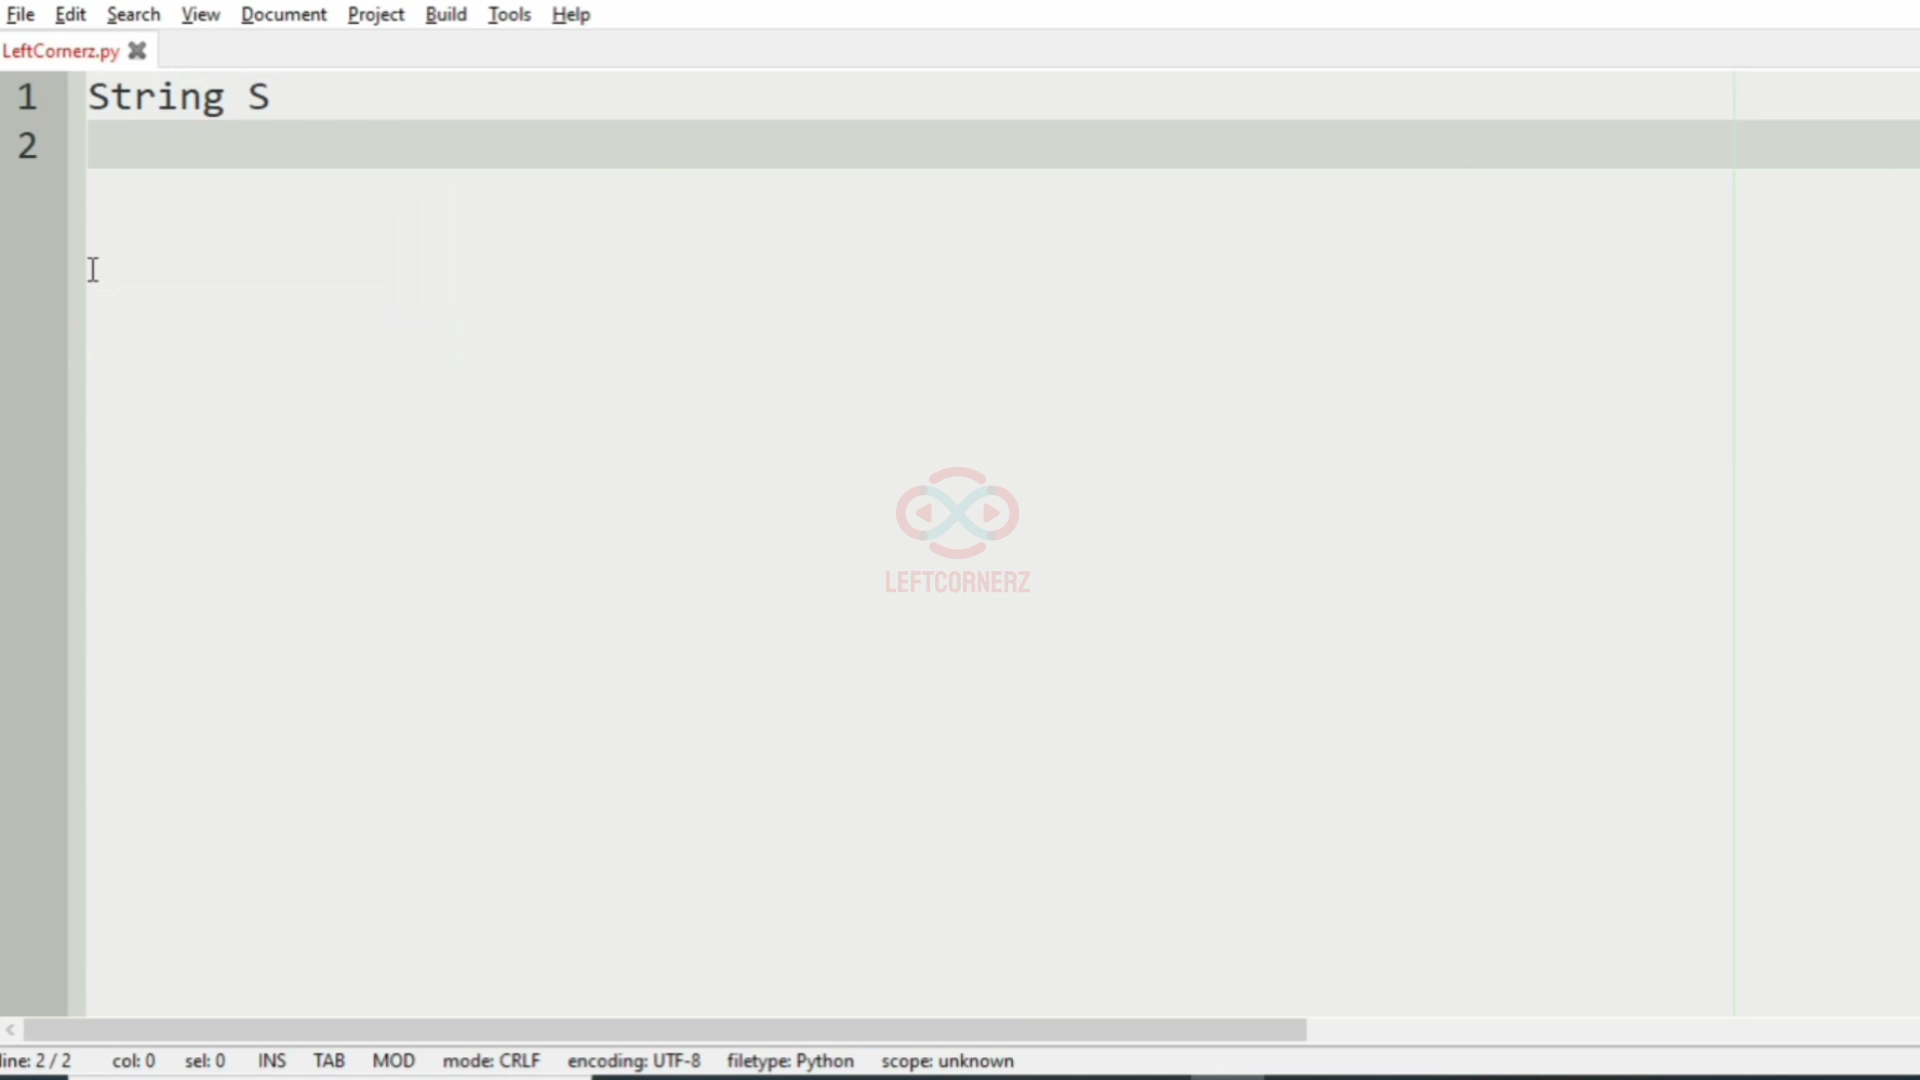 File Edit Search View Document Project Build Tools Help
LeftCornerz.py
1 String S
2
LEFTCORNERZ
line: 2 / 2 col: 0 sel: 0 INS TAB MOD mode: CRLF encoding: UTF-8 filetype: Python scope: unknown